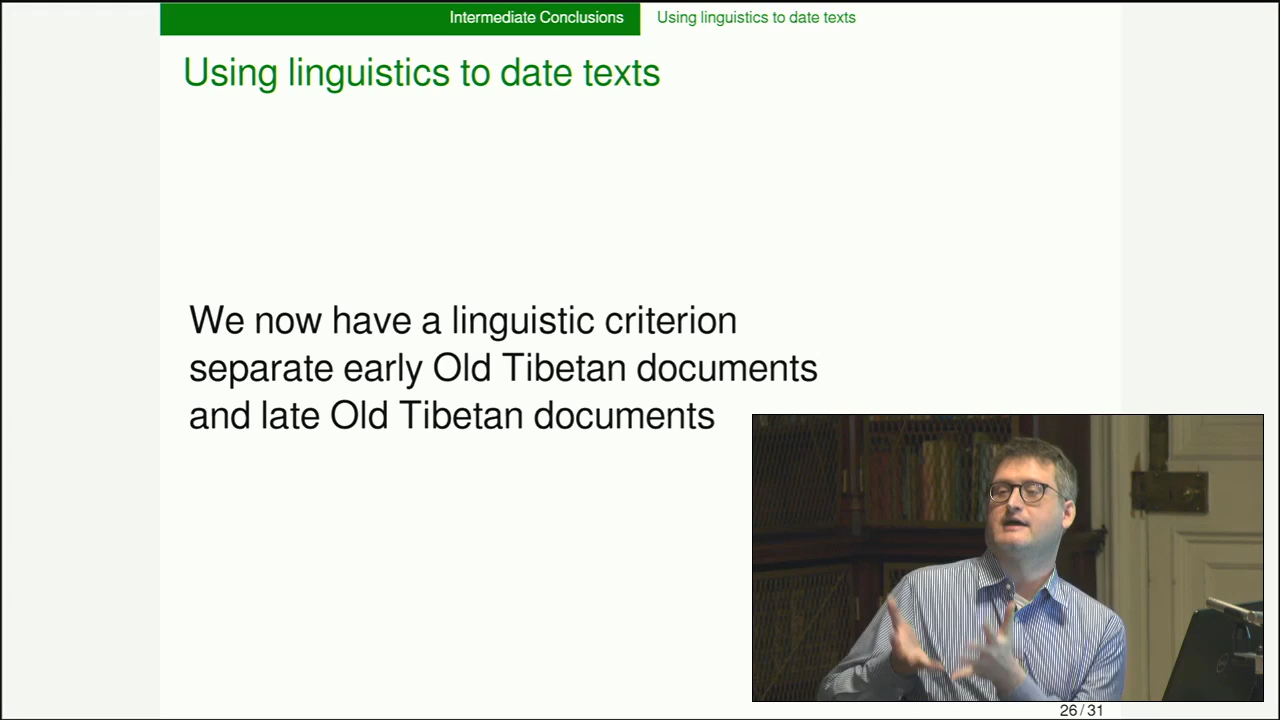 Intermediate Conclusions
Using linguistics to date texts
Using linguistics to date texts
We now have a linguistic criterion
separate early Old Tibetan documents
and late Old Tibetan documents
26 / 31